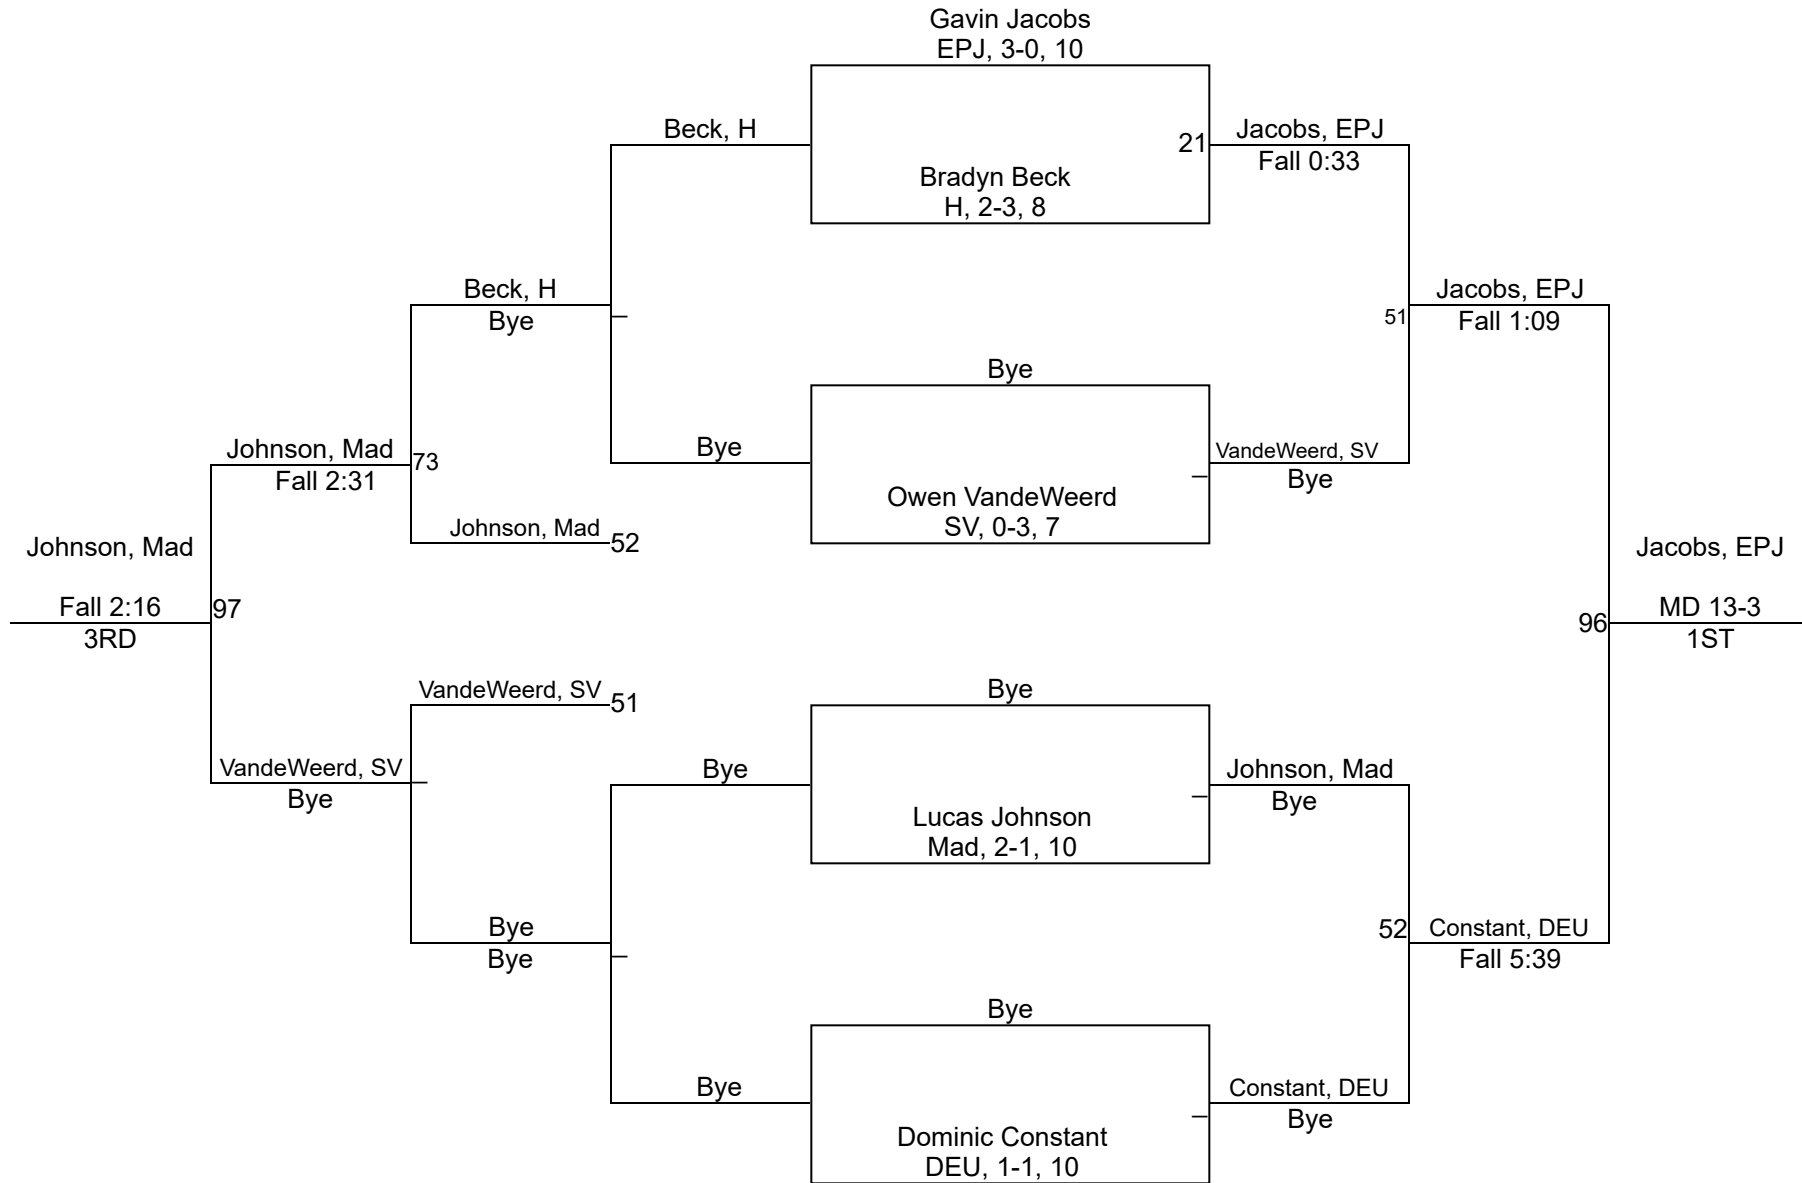 Gavin Jacobs
EPJ, 3-0, 10
Beck, H
21
Jacobs, EPJ
Fall 0:33
Bradyn Beck
H, 2-3, 8
Beck, H
Bye
51
Jacobs, EPJ
Fall 1:09
Bye
Johnson, Mad
Fall 2:31
73
Bye
VandeWeerd, SV
Bye
Owen VandeWeerd
SV, 0-3, 7
Johnson, Mad
52
Johnson, Mad
Fall 2:16
3RD
97
Jacobs, EPJ
96
MD 13-3
1ST
VandeWeerd, SV
51
Bye
VandeWeerd, SV
Bye
Bye
Johnson, Mad
Bye
Lucas Johnson
Mad, 2-1, 10
Bye
Bye
52
Constant, DEU
Fall 5:39
Bye
Bye
Constant, DEU
Bye
Dominic Constant
DEU, 1-1, 10